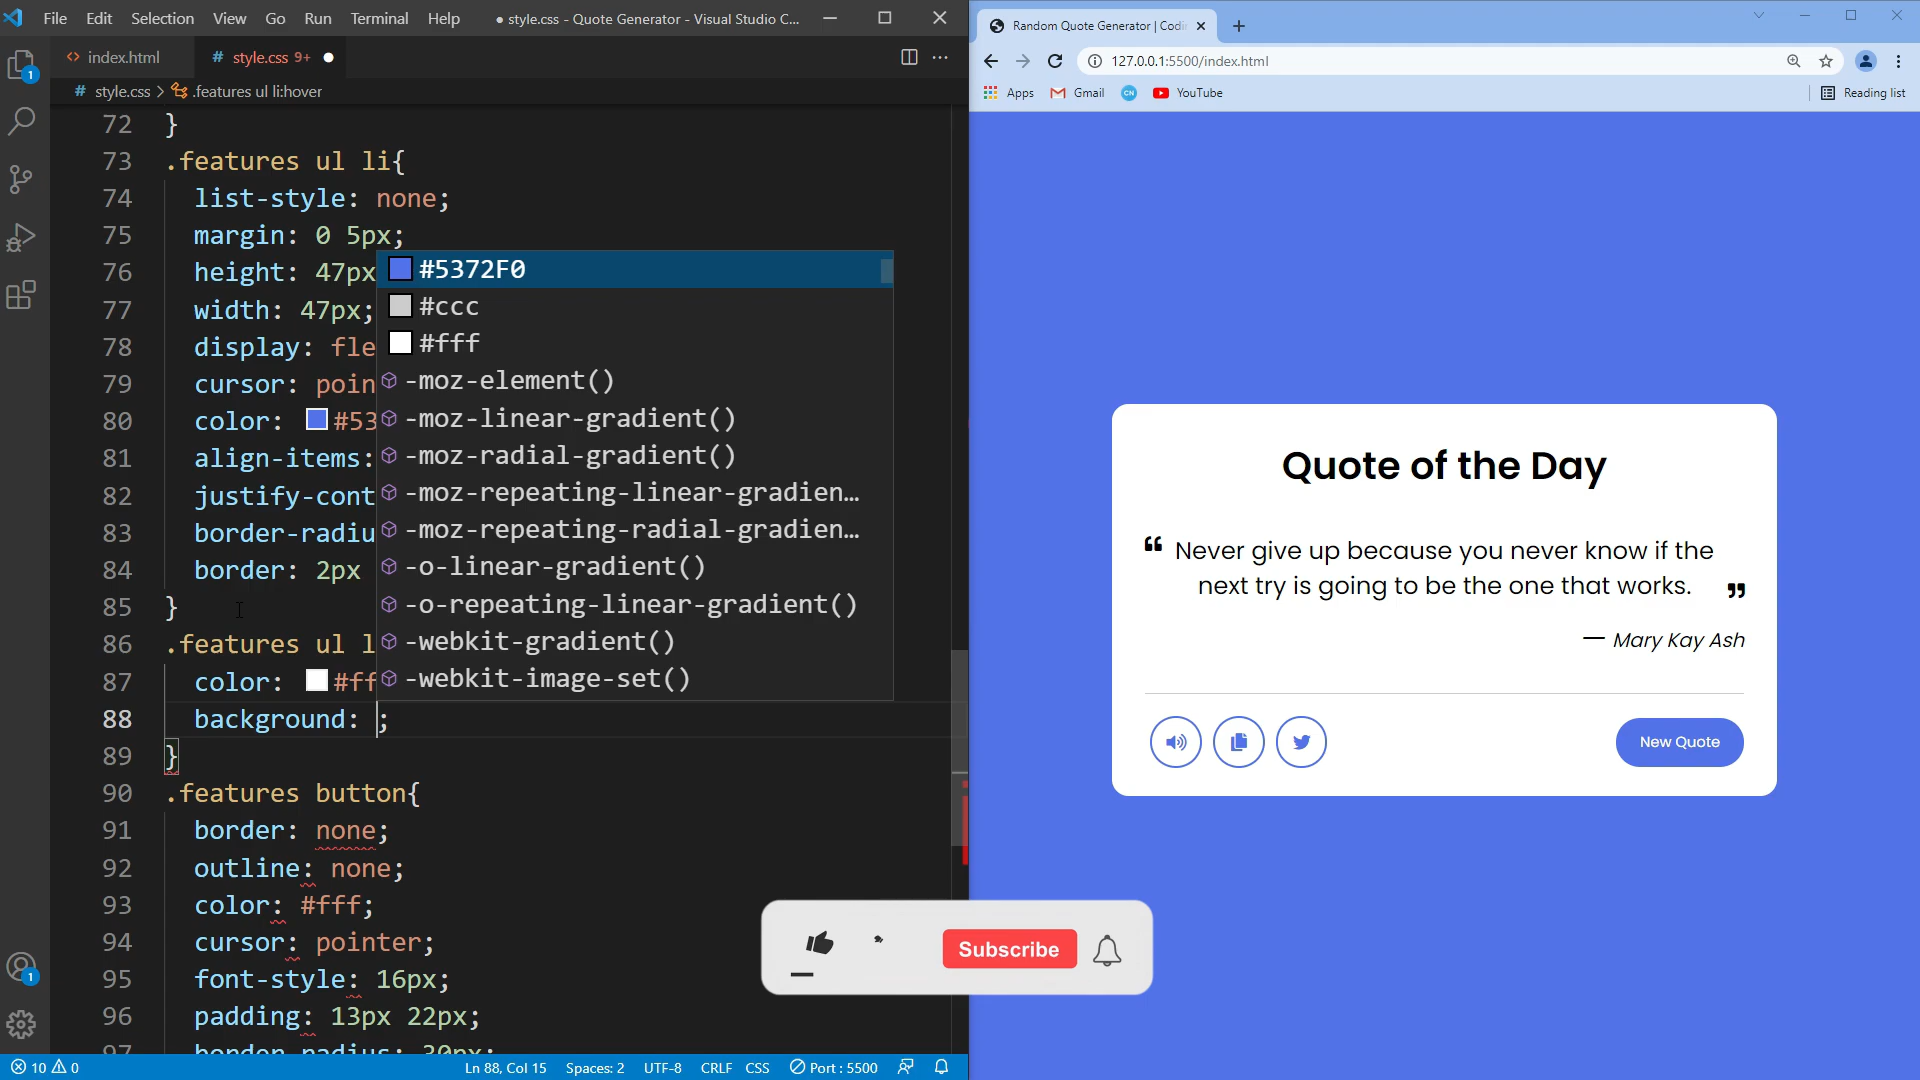 File Edit Selection View Go Run Terminal Help ● style.css - Quote Generator - Visual Studio C...
index.html
# style.css 9+ ●
# style.css > .features ul li:hover
72 }
73 .features ul li{
74 list-style: none;
75 margin: 0 5px;
76 height: 47px
77 width: 47px;
78 display: fle
79 cursor: poin
80 color: #53
81 align-items:
82 justify-cont
83 border-radiu
84 border: 2px
85 }
86 .features ul l
87 color: #ff
88 background: ;
89 }
90 .features button{
91 border: none;
92 outline: none;
93 color: #fff;
94 cursor: pointer;
95 font-style: 16px;
96 padding: 13px 22px;
97 border-radius: 30px;
#5372F0
#ccc
#fff
-moz-element()
-moz-linear-gradient()
-moz-radial-gradient()
-moz-repeating-linear-gradien...
-moz-repeating-radial-gradien...
-o-linear-gradient()
-o-repeating-linear-gradient()
-webkit-gradient()
-webkit-image-set()
1
1
10 0
Ln 88, Col 15 Spaces: 2 UTF-8 CRLF CSS Port : 5500
Random Quote Generator | Codi
127.0.0.1:5500/index.html
Apps Gmail CN YouTube Reading list
Quote of the Day
“ Never give up because you never know if the
next try is going to be the one that works. ”
— Mary Kay Ash
New Quote
Subscribe